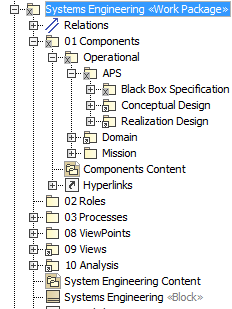 Systems Engineering «Work Package»
Relations
01 Components
Operational
APS
Black Box Specification
Conceptual Design
Realization Design
Domain
Mission
Components Content
Hyperlinks
02 Roles
03 Processes
08 ViewPoints
09 Views
10 Analysis
System Engineering Content
Systems Engineering «Block»